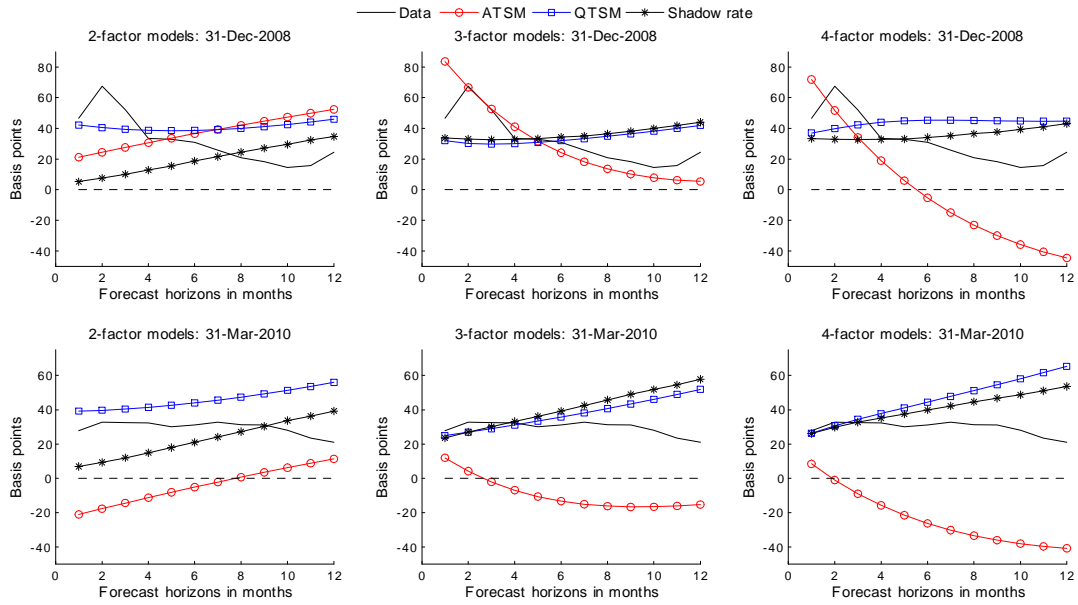 Data ATSM QTSM Shadow rate
2-factor models: 31-Dec-2008
Basis points
80
60
40
20
0
-20
-40
0 2 4 6 8 10 12
Forecast horizons in months
3-factor models: 31-Dec-2008
Basis points
80
60
40
20
0
-20
-40
0 2 4 6 8 10 12
Forecast horizons in months
4-factor models: 31-Dec-2008
Basis points
80
60
40
20
0
-20
-40
0 2 4 6 8 10 12
Forecast horizons in months
2-factor models: 31-Mar-2010
Basis points
60
40
20
0
-20
-40
0 2 4 6 8 10 12
Forecast horizons in months
3-factor models: 31-Mar-2010
Basis points
60
40
20
0
-20
-40
0 2 4 6 8 10 12
Forecast horizons in months
4-factor models: 31-Mar-2010
Basis points
60
40
20
0
-20
-40
0 2 4 6 8 10 12
Forecast horizons in months